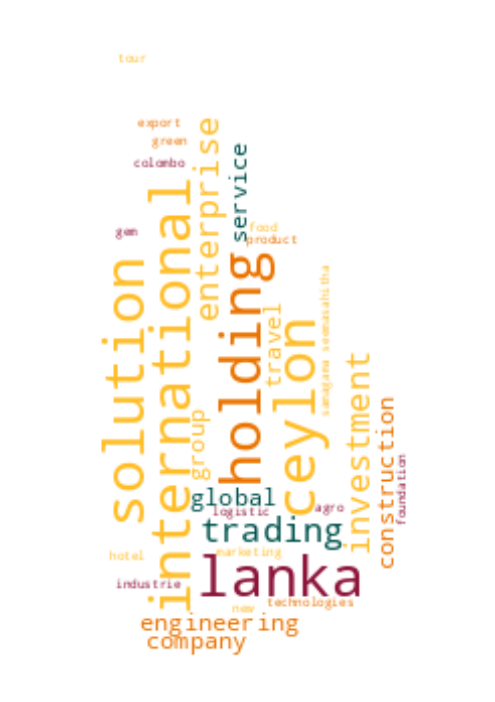 tour
export
green
colombo
enterprise
service
international
gem
food
product
holding
solution
samagara seemasahitha
travel
ceylon
investment
construction
group
foundation
global
logistic
agro
trading
marketing
hotel
lanka
industrie
technologies
new
engineering
company